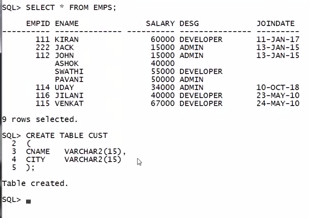 SQL> SELECT * FROM EMPS;
EMPID ENAME SALARY DESG JOINDATE
---------- --------------- ---------- --------------- ---------
111 KIRAN 60000 DEVELOPER 11-JAN-17
222 JACK 15000 ADMIN 13-JAN-15
112 JOHN 15000 ADMIN 13-JAN-15
ASHOK 40000
SWATHI 55000 DEVELOPER
PAVANI 50000 ADMIN
114 UDAY 34000 ADMIN 10-OCT-18
116 JILANI 40000 DEVELOPER 23-MAY-10
115 VENKAT 67000 DEVELOPER 24-MAY-10
9 rows selected.
SQL> CREATE TABLE CUST
2 (
3 CNAME VARCHAR2(15),
4 CITY VARCHAR2(15)
5 );
Table created.
SQL>